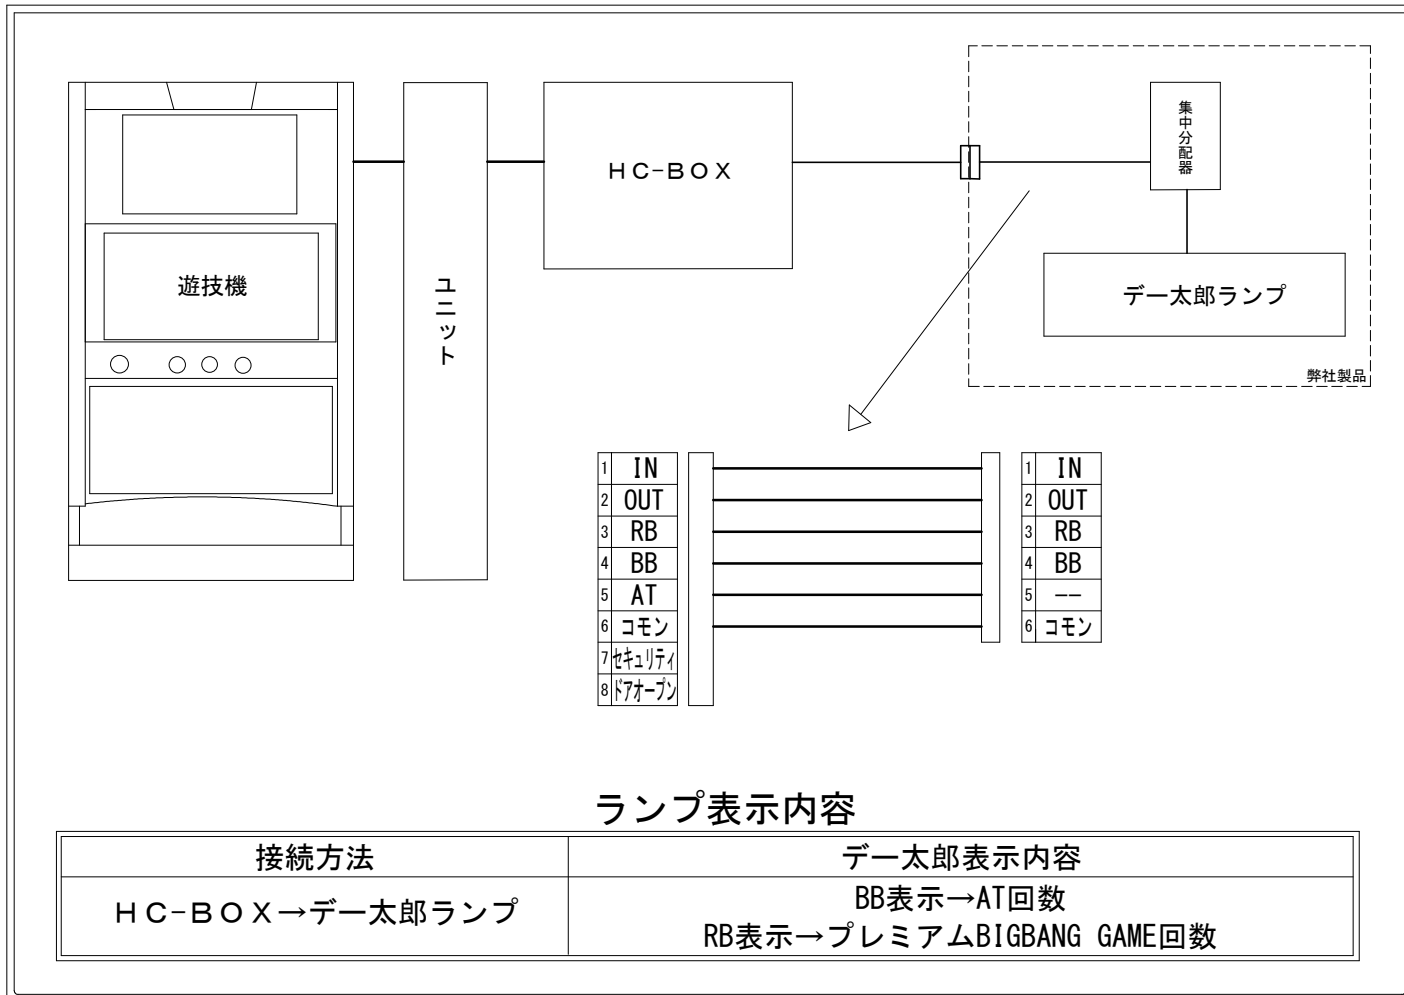 集中分配器
HC-BOX
遊技機
ユニット
デー太郎ランプ
弊社製品
1 IN
2 OUT
3 RB
4 BB
5 AT
6 コモン
7 セキュリティ
8 ドアオープン
1 IN
2 OUT
3 RB
4 BB
5 --
6 コモン
ランプ表示内容
接続方法 デー太郎表示内容
HC-BOX→デー太郎ランプ
BB表示→AT回数
RB表示→プレミアムBIGBANG GAME回数